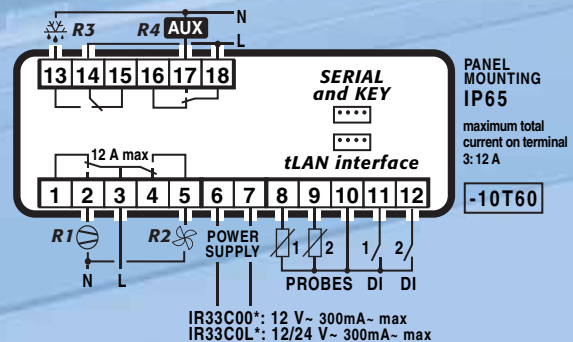 N
R3 R4 AUX
L
13 14 15 16 17 18
SERIAL
and KEY
tLAN interface
PANEL
MOUNTING
IP65
maximum total
current on terminal
3: 12 A
-10T60
12 A max
1 2 3 4 5 6 7 8 9 10 11 12
R1 R2 POWER
SUPPLY
1 2 1 2
N L
PROBES DI DI
IR33C00*: 12 V~ 300mA~ max
IR33C0L*: 12/24 V~ 300mA~ max